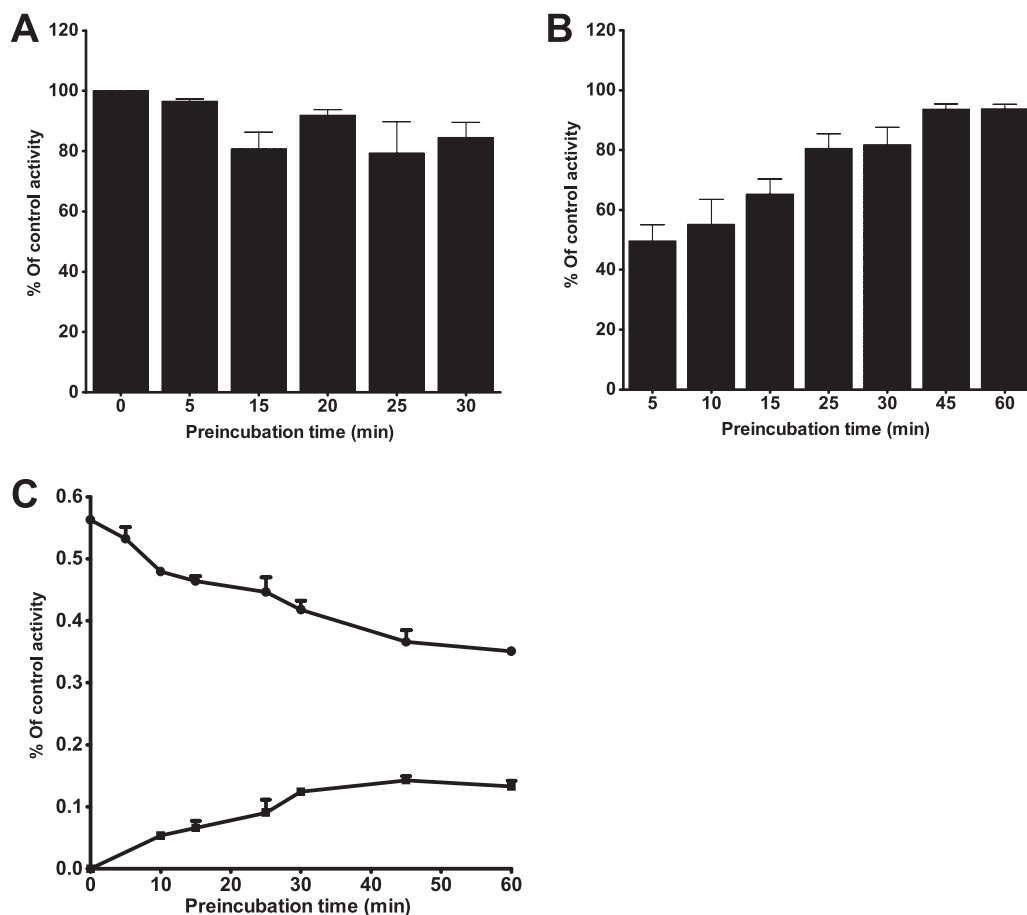 A
120
100
80
60
40
20
0
% Of control activity
0 5 15 20 25 30
Preincubation time (min)
B
120
100
80
60
40
20
0
% Of control activity
5 10 15 25 30 45 60
Preincubation time (min)
C
0.6
0.5
0.4
0.3
0.2
0.1
0.0
% Of control activity
0 10 20 30 40 50 60
Preincubation time (min)